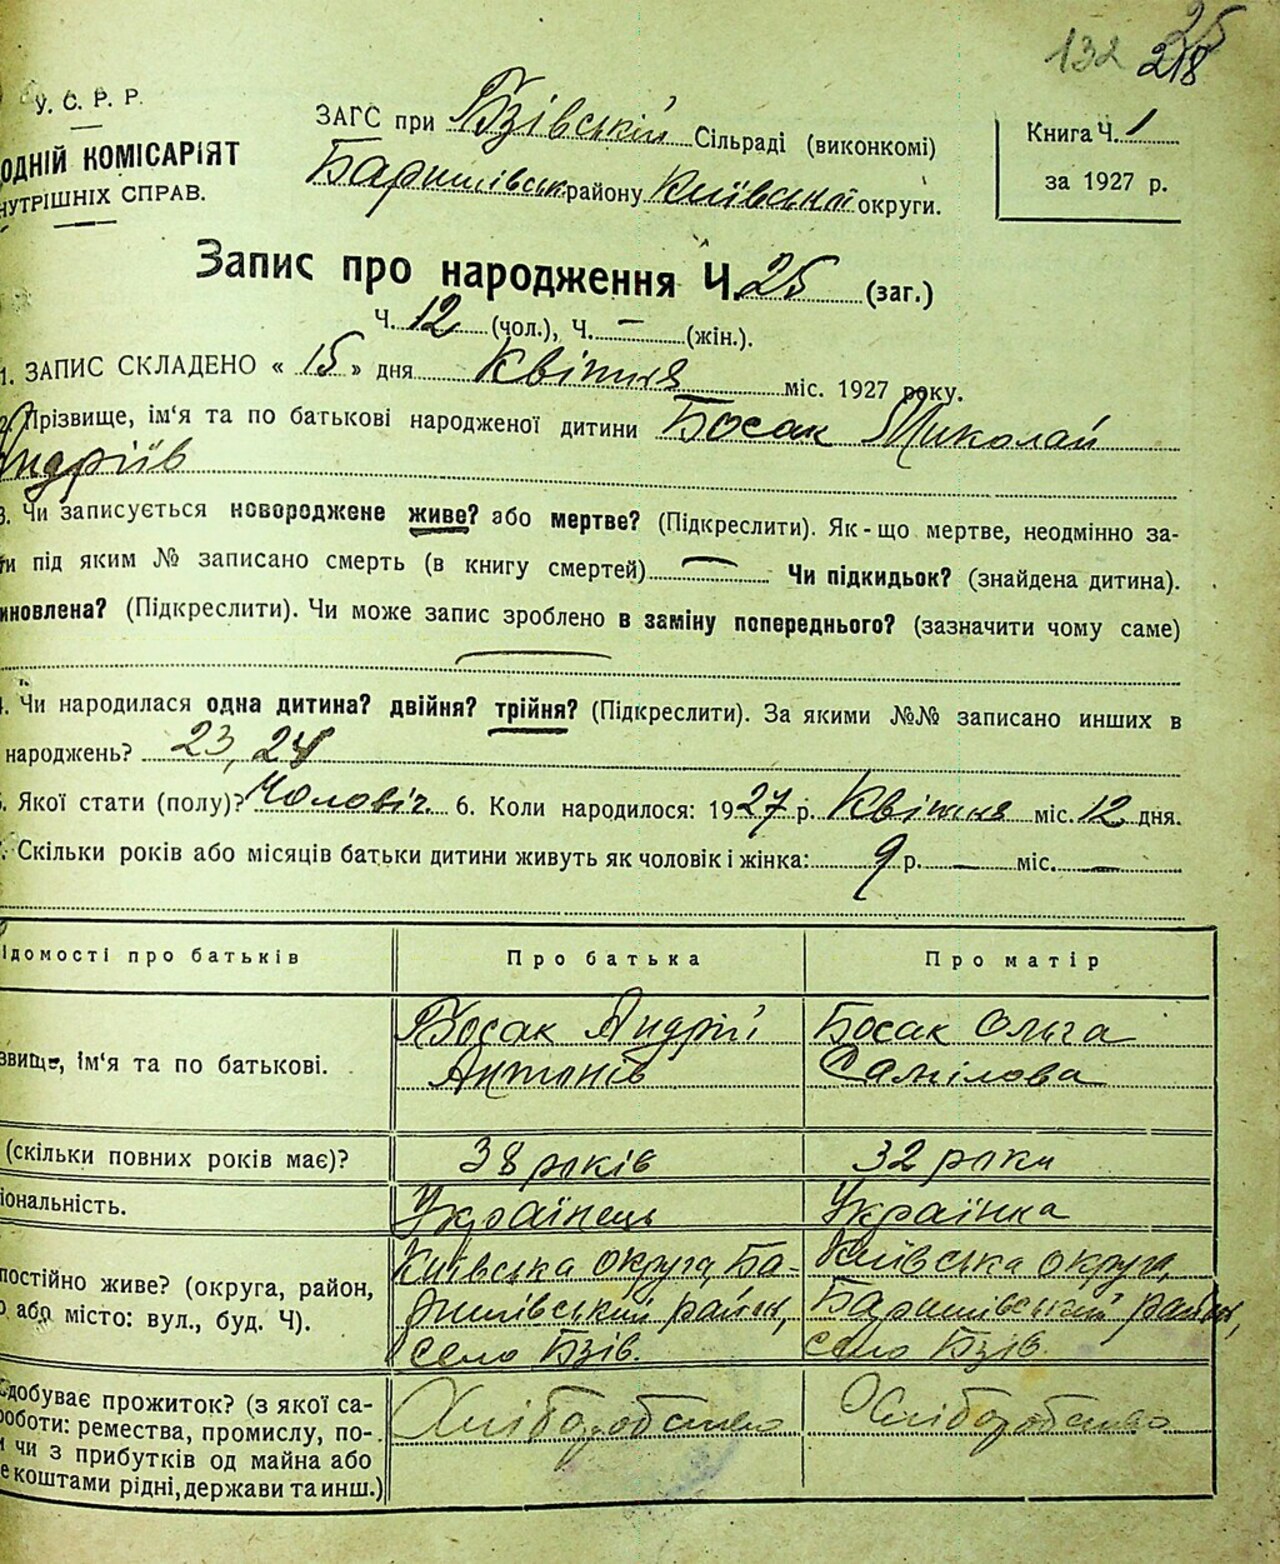 132 25
218
У. С. Р. Р.
ОДНІЙ КОМІСАРІЯТ
НУТРІШНІХ СПРАВ.
ЗАГС при Бзівській Сільраді (виконкомі)
Баришівськ району Київської округи.
Книга Ч. 1
за 1927 р.
Запис про народження Ч. 25 (заг.)
Ч. 12 (чол.), Ч. — (жін.).
1. ЗАПИС СКЛАДЕНО « 15 » дня Квітня міс. 1927 року.
2. Прізвище, ім‘я та по батькові народженої дитини Босак Миколай
Андріїв
3. Чи записується новороджене живе? або мертве? (Підкреслити). Як-що мертве, неодмінно за-
ти під яким № записано смерть (в книгу смертей) — Чи підкидьок? (знайдена дитина).
иновлена? (Підкреслити). Чи може запис зроблено в заміну попереднього? (зазначити чому саме)
—
4. Чи народилася одна дитина? двійня? трійня? (Підкреслити). За якими №№ записано инших в
народжень? 23, 24
5. Якої стати (полу)? Чоловіч. 6. Коли народилося: 1927 р. Квітня міс. 12 дня.
7. Скільки років або місяців батьки дитини живуть як чоловік і жінка: 9 р. — міс. —
ідомості про батьків Про батька Про матір
звище, ім‘я та по батькові.
Босак Андрій
Антонів
Босак Ольга
Самілова
(скільки повних років має)? 38 років 32 роки
іональність. Українець Українка
постійно живе? (округа, район,
о або місто: вул., буд. Ч).
Київська округа, Ба-
ришівський район,
село Бзів.
Київська округа,
Баришівський район,
село Бзів.
здобуває прожиток? (з якої са-
роботи: ремества, промислу, по-
и чи з прибутків од майна або
е коштами рідні, держави та инш.)
Хліборобство
Хліборобство